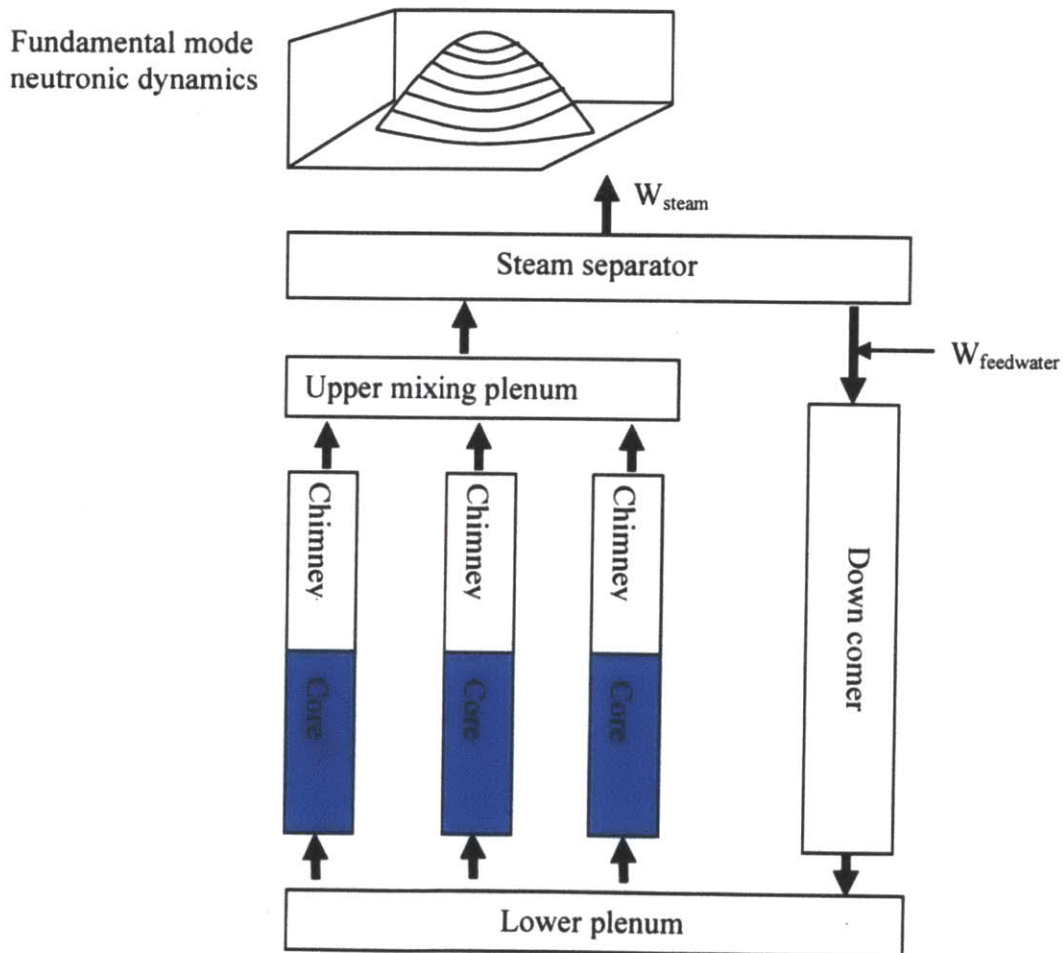 Fundamental mode
neutronic dynamics
W_steam
Steam separator
W_feedwater
Upper mixing plenum
Chimney
Chimney
Chimney
Down comer
Core
Core
Core
Lower plenum